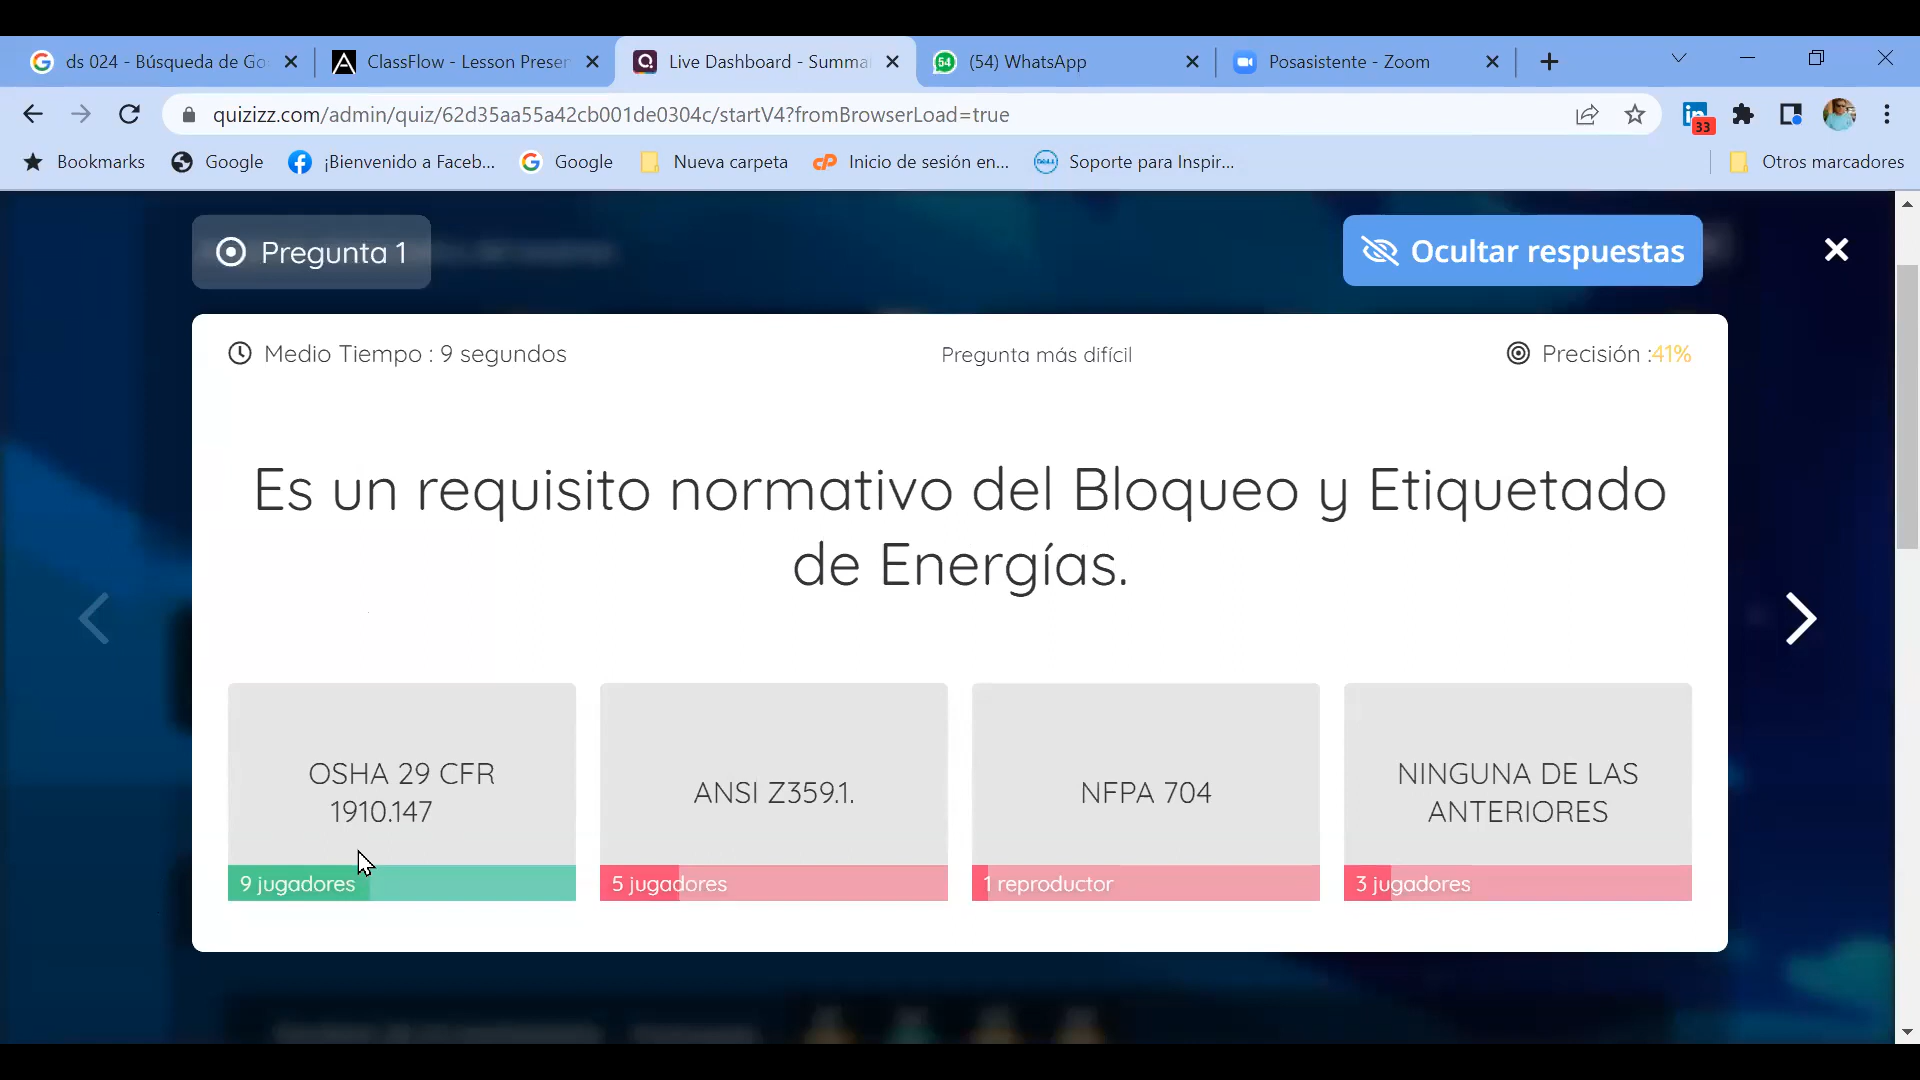 ds 024 - Búsqueda de Go
ClassFlow - Lesson Presen
Live Dashboard - Summa
54
(54) WhatsApp
Posasistente - Zoom
quizizz.com/admin/quiz/62d35aa55a42cb001de0304c/startV4?fromBrowserLoad=true
33
Bookmarks
Google
¡Bienvenido a Faceb...
Google
Nueva carpeta
Inicio de sesión en...
Soporte para Inspir...
Otros marcadores
Pregunta 1
Ocultar respuestas
Medio Tiempo : 9 segundos
Pregunta más difícil
Precisión :41%
Es un requisito normativo del Bloqueo y Etiquetado
de Energías.
OSHA 29 CFR
1910.147
9 jugadores
ANSI Z359.1.
5 jugadores
NFPA 704
1 reproductor
NINGUNA DE LAS
ANTERIORES
3 jugadores